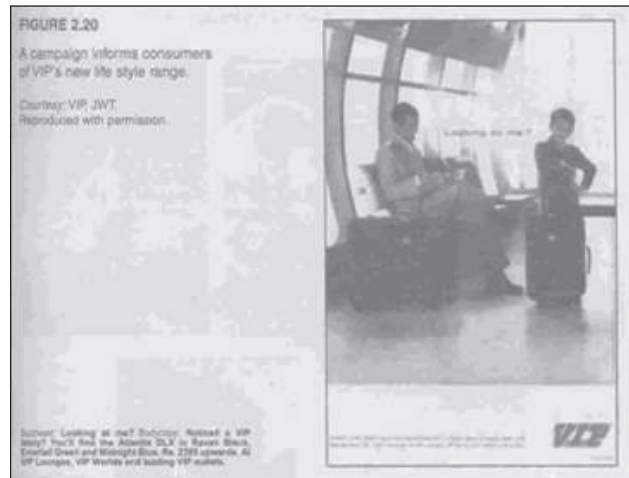 FIGURE 2.20
A campaign informs consumers
of VIP's new life style range.
Courtesy: VIP, JWT.
Reproduced with permission.
Looking at me?
Looking at me? Bodycopy: Noticed a VIP
lately? You'll find the Atlantis DLX in Raven Black,
Emerald Green and Midnight Blue, Rs. 2395 upwards. At
VIP Lounges, VIP Worlds and leading VIP outlets.
VIP